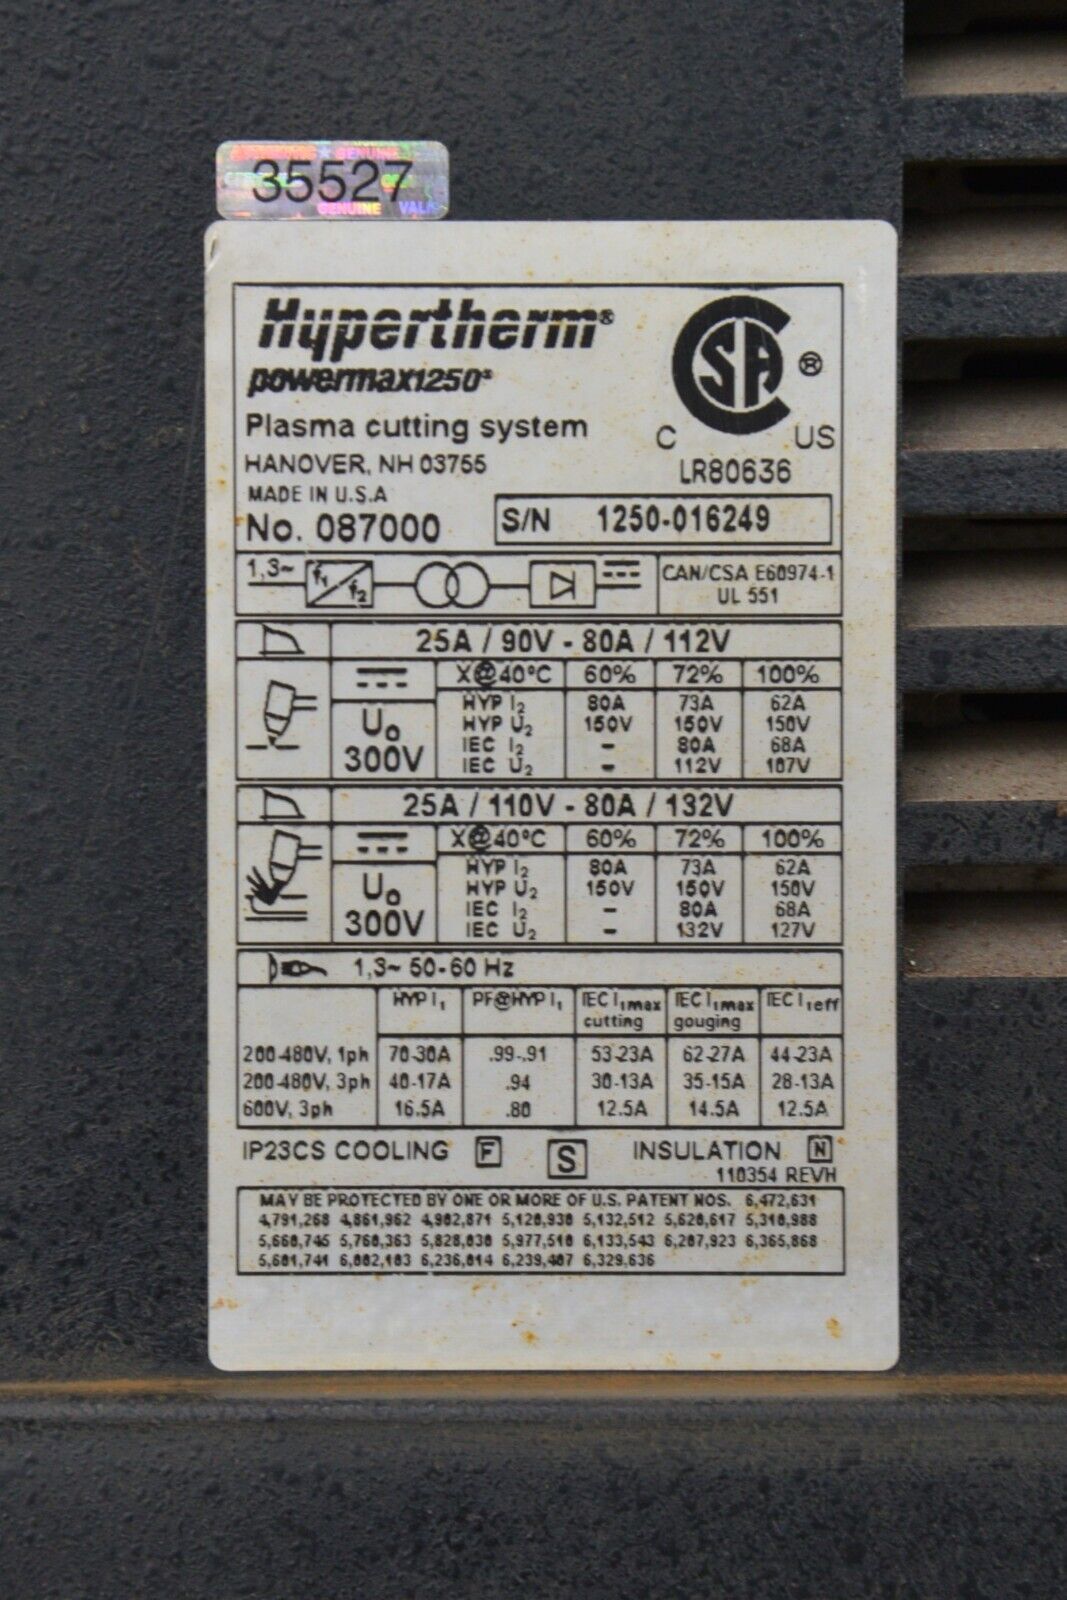 35527
GENUINE
GENUINE VALID
Hypertherm®
powermax1250
Plasma cutting system
HANOVER, NH 03755
MADE IN U.S.A
No. 087000
S/N 1250-016249
SA ®
C US
LR80636
1,3~ f1 f2
CAN/CSA E60974-1
UL 551
25A / 90V - 80A / 112V
X@40°C 60% 72% 100%
U0 300V
HYP I2 80A 73A 62A
HYP U2 150V 150V 150V
IEC I2 - 80A 68A
IEC U2 - 112V 107V
25A / 110V - 80A / 132V
X@40°C 60% 72% 100%
U0 300V
HYP I2 80A 73A 62A
HYP U2 150V 150V 150V
IEC I2 - 80A 68A
IEC U2 - 132V 127V
1,3~ 50-60 Hz
HYP I1 PF@HYP I1 IEC I1max cutting IEC I1max gouging IEC I1eff
200-480V, 1ph 70-30A .99-.91 53-23A 62-27A 44-23A
200-480V, 3ph 40-17A .94 30-13A 35-15A 28-13A
600V, 3ph 16.5A .80 12.5A 14.5A 12.5A
IP23CS COOLING F S INSULATION N
110354 REVH
MAY BE PROTECTED BY ONE OR MORE OF U.S. PATENT NOS. 6,472,631
4,791,268 4,861,962 4,902,871 5,120,930 5,132,512 5,620,617 5,310,988
5,660,745 5,760,363 5,828,030 5,977,510 6,133,543 6,207,923 6,365,868
5,601,741 6,002,103 6,236,014 6,239,407 6,329,636